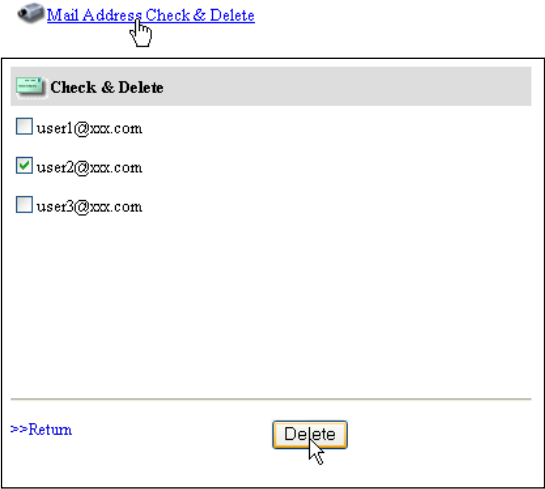 Mail Address Check & Delete
Check & Delete
user1@xxx.com
user2@xxx.com
user3@xxx.com
>>Return
Delete